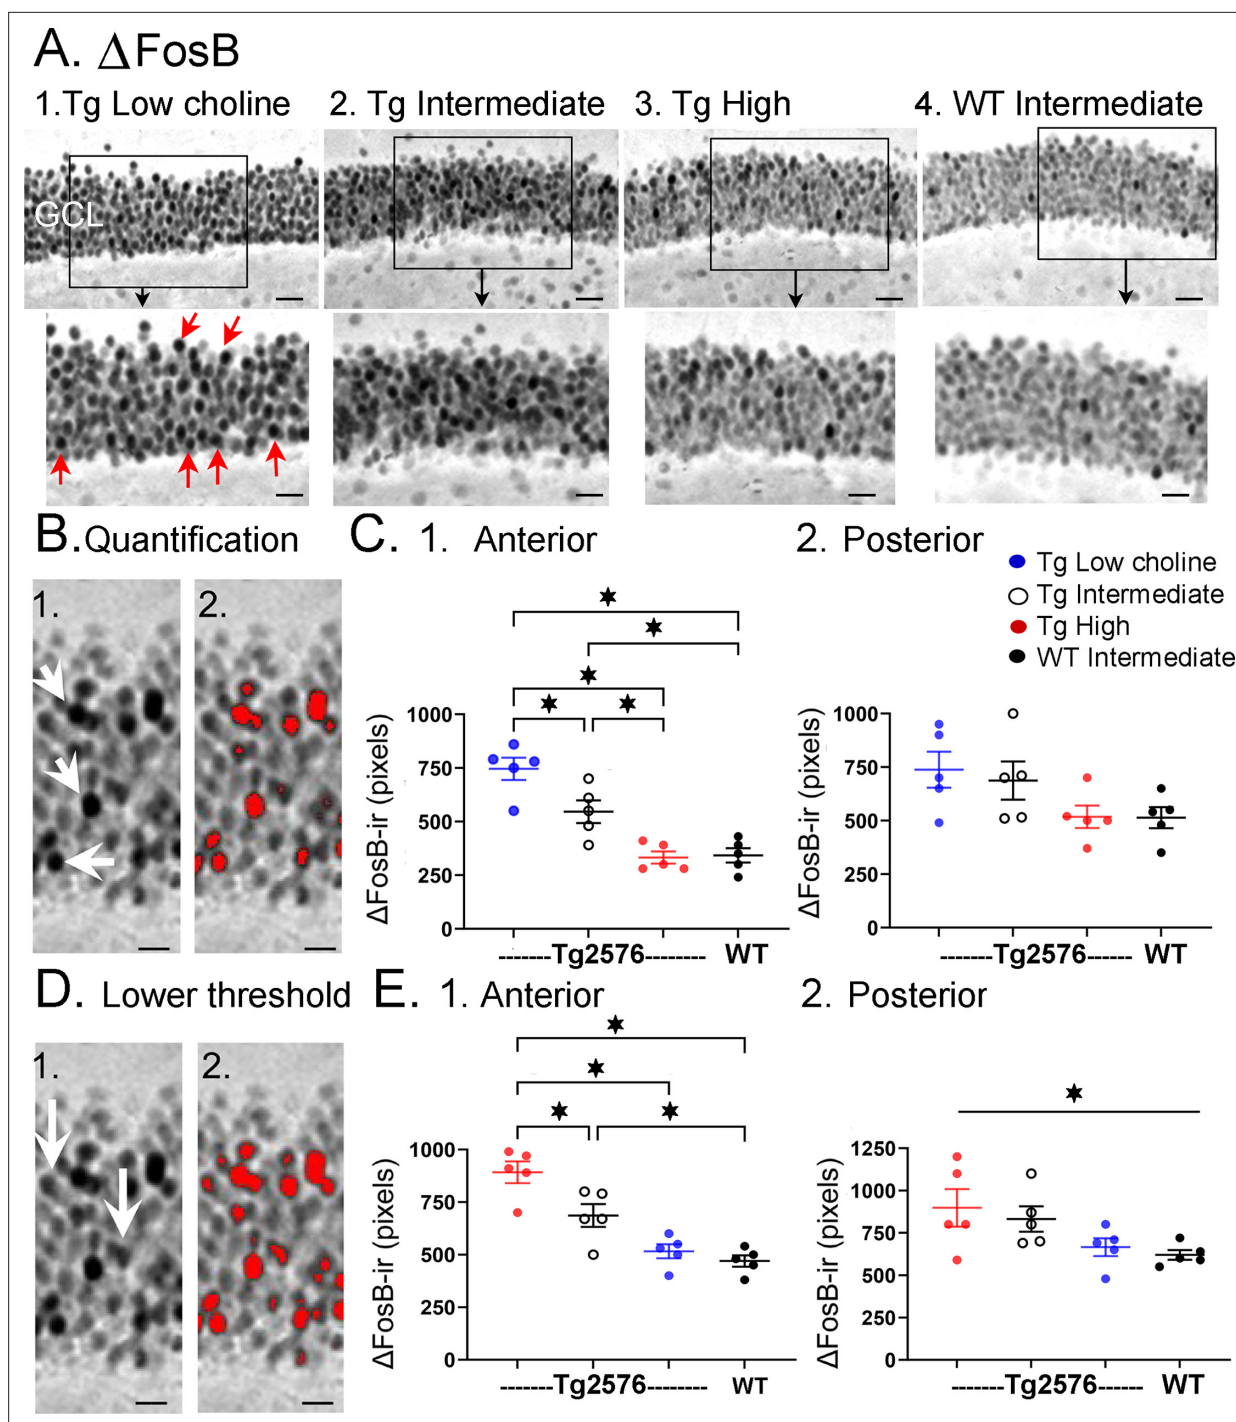 A. ΔFosB
1.Tg Low choline
2. Tg Intermediate
3. Tg High
4. WT Intermediate
GCL
B.Quantification
1.
2.
C. 1. Anterior
2. Posterior
Tg Low choline
Tg Intermediate
Tg High
WT Intermediate
ΔFosB-ir (pixels)
1000
750
500
250
0
-------Tg2576--------
WT
ΔFosB-ir (pixels)
1000
750
500
250
0
-------Tg2576------
WT
D. Lower threshold
1.
2.
E. 1. Anterior
2. Posterior
ΔFosB-ir (pixels)
1000
750
500
250
0
-------Tg2576--------
WT
ΔFosB-ir (pixels)
1250
1000
750
500
250
0
-------Tg2576------
WT